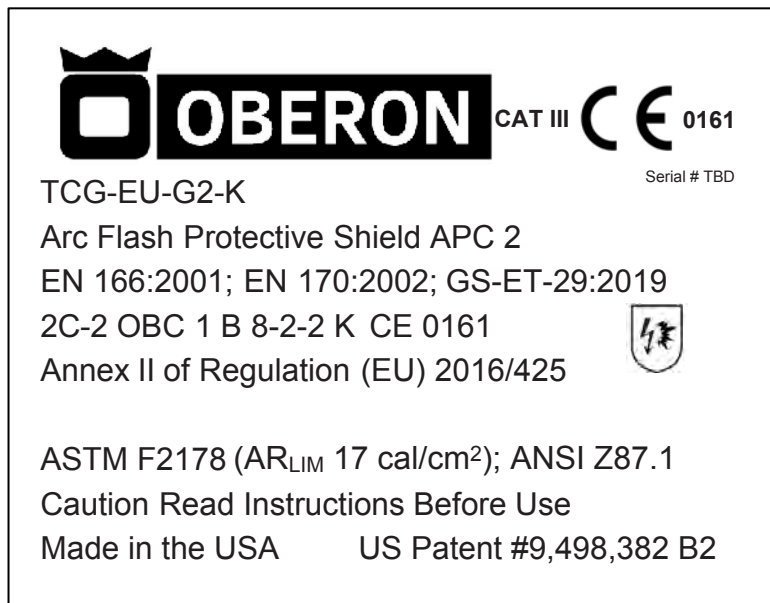 OBERON CAT III CE 0161
Serial # TBD
TCG-EU-G2-K
Arc Flash Protective Shield APC 2
EN 166:2001; EN 170:2002; GS-ET-29:2019
2C-2 OBC 1 B 8-2-2 K CE 0161
Annex II of Regulation (EU) 2016/425
ASTM F2178 (ARLIM 17 cal/cm²); ANSI Z87.1
Caution Read Instructions Before Use
Made in the USA US Patent #9,498,382 B2